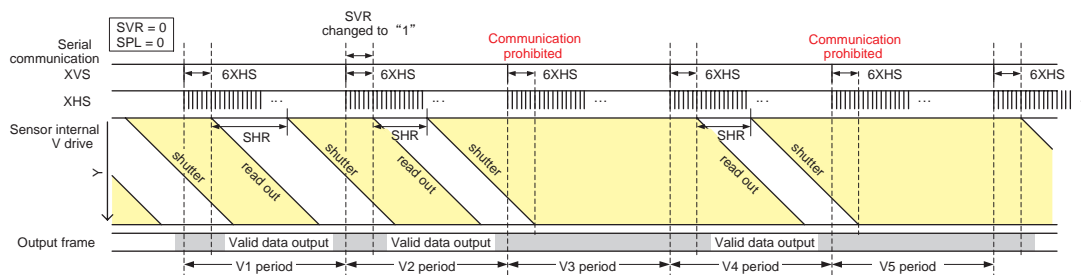 SVR = 0
SPL = 0
SVR
changed to “1”
Communication
prohibited
Communication
prohibited
Serial
communication
XVS
6XHS
6XHS
6XHS
6XHS
6XHS
6XHS
XHS
...
...
...
...
...
Sensor internal
V drive
SHR
SHR
SHR
Y
shutter
read out
shutter
read out
shutter
read out
shutter
Output frame
Valid data output
Valid data output
Valid data output
V1 period
V2 period
V3 period
V4 period
V5 period